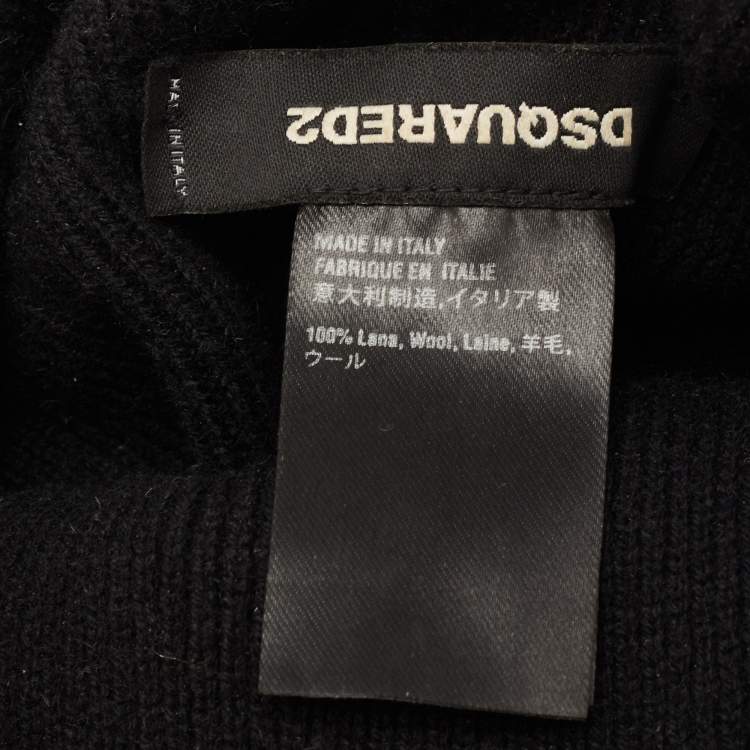 DSQUARED2
MADE IN ITALY
MADE IN ITALY
FABRIQUE EN ITALIE
意大利制造,イタリア製
100% Lana, Wool, Laine, 羊毛,
ウール